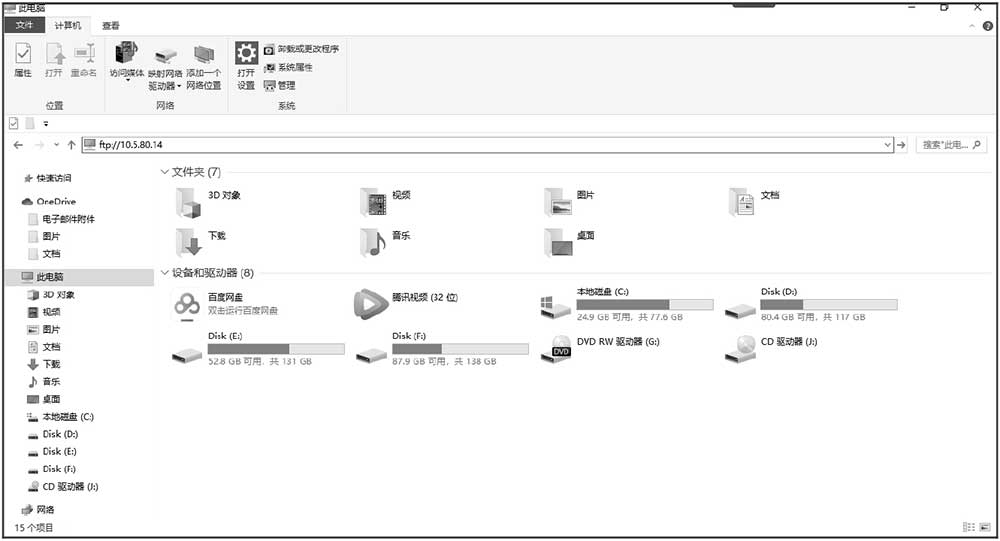 此电脑
文件 计算机 查看
属性 打开 重命名 访问媒体 映射网络驱动器 添加一个网络位置 打开设置 卸载或更改程序 系统属性 管理
位置 网络 系统
ftp://10.5.80.14 搜索"此电...
快速访问
OneDrive
电子邮件附件
图片
文档
此电脑
3D 对象
视频
图片
文档
下载
音乐
桌面
本地磁盘 (C:)
Disk (D:)
Disk (E:)
Disk (F:)
CD 驱动器 (J:)
网络
文件夹 (7)
3D 对象 视频 图片 文档
下载 音乐 桌面
设备和驱动器 (8)
百度网盘
双击运行百度网盘
腾讯视频 (32 位)
本地磁盘 (C:)
24.9 GB 可用，共 77.6 GB
Disk (D:)
80.4 GB 可用，共 117 GB
Disk (E:)
52.8 GB 可用，共 131 GB
Disk (F:)
87.9 GB 可用，共 138 GB
DVD RW 驱动器 (G:)
DVD
CD 驱动器 (J:)
15 个项目